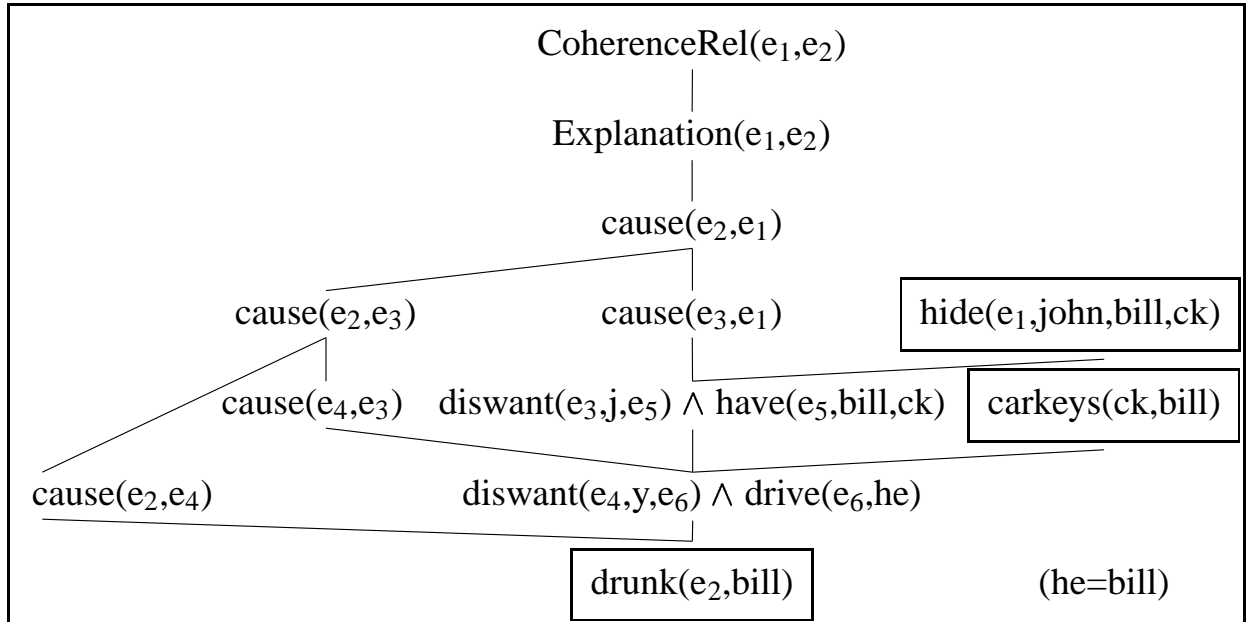 CoherenceRel(e₁,e₂)
Explanation(e₁,e₂)
cause(e₂,e₁)
cause(e₂,e₃) cause(e₃,e₁) hide(e₁,john,bill,ck)
cause(e₄,e₃) diswant(e₃,j,e₅) ∧ have(e₅,bill,ck) carkeys(ck,bill)
cause(e₂,e₄) diswant(e₄,y,e₆) ∧ drive(e₆,he)
drunk(e₂,bill) (he=bill)